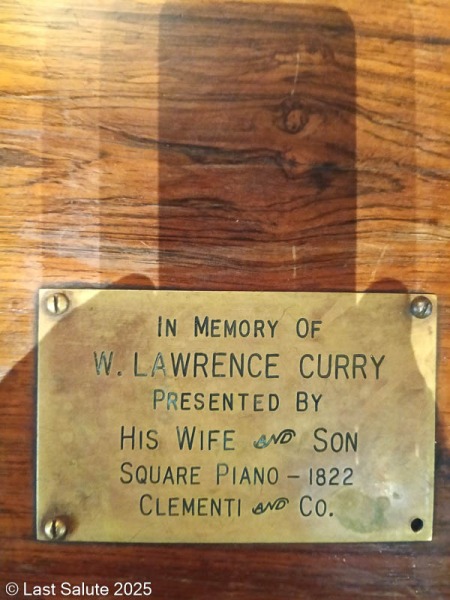 In Memory Of
W. Lawrence Curry
Presented By
His Wife and Son
Square Piano – 1822
Clementi and Co.
© Last Salute 2025